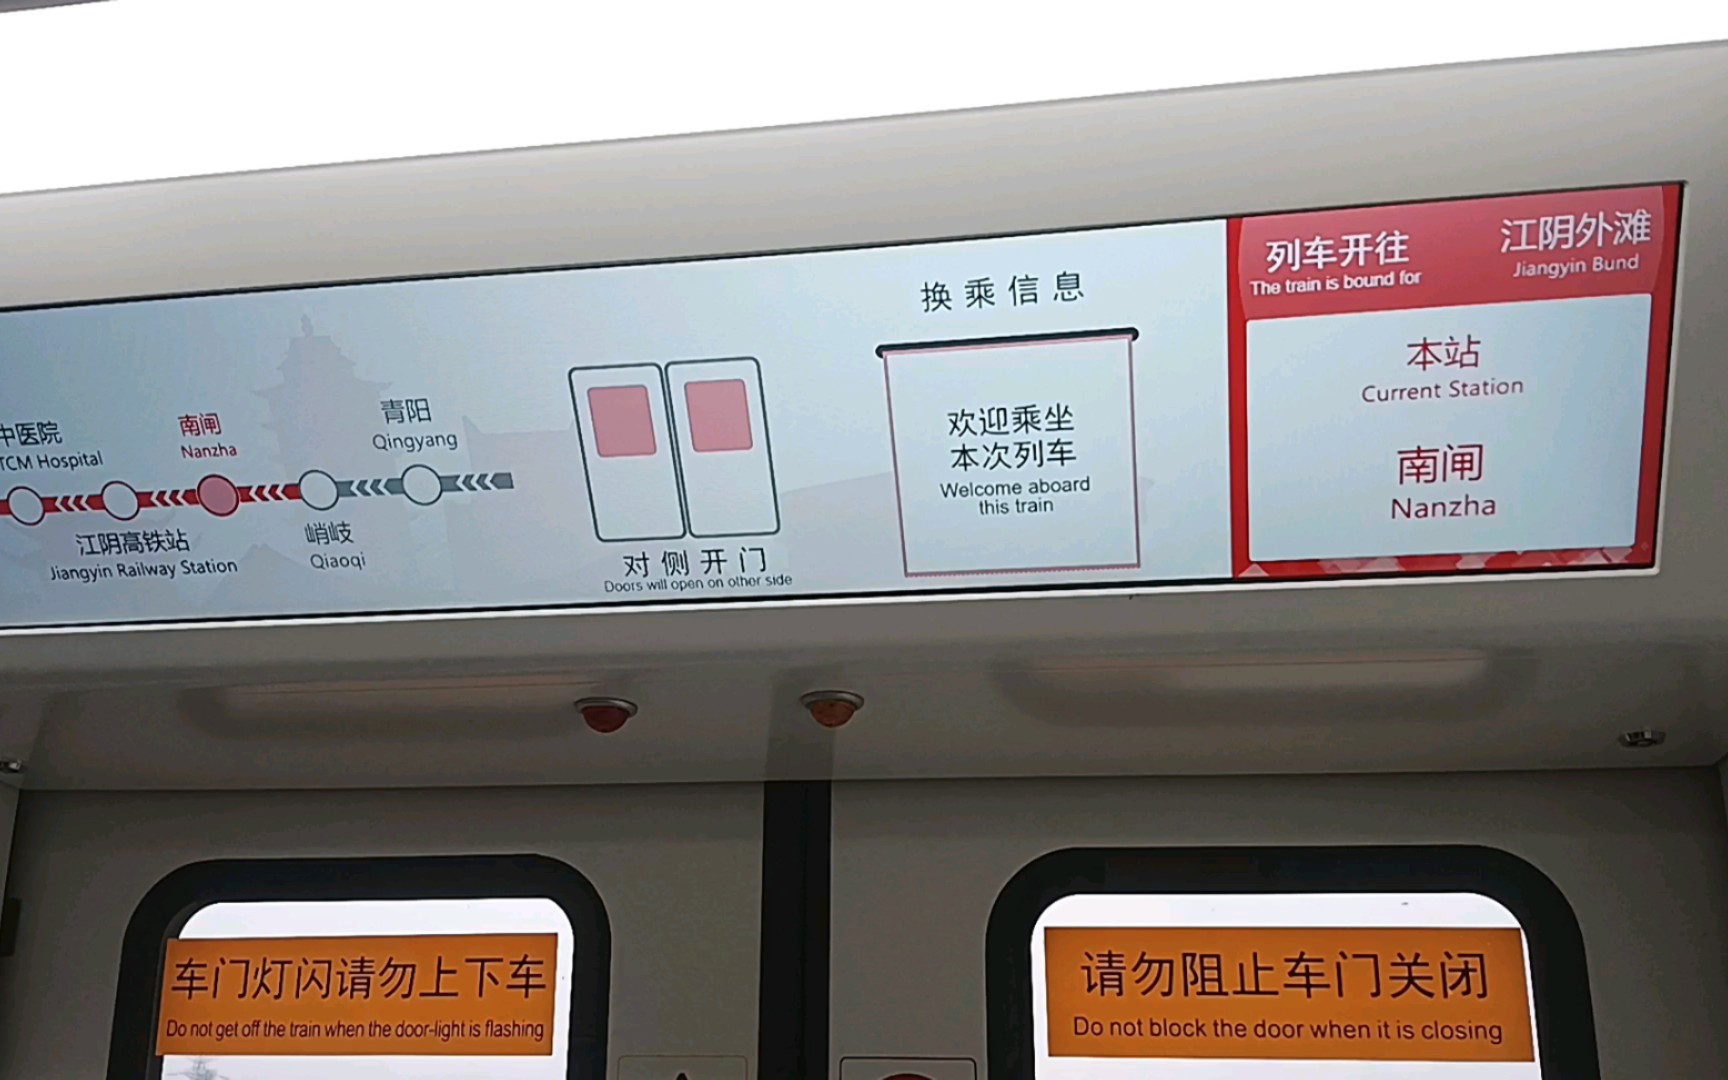 中医院
TCM Hospital
江阴高铁站
Jiangyin Railway Station
南闸
Nanzha
峭岐
Qiaoqi
青阳
Qingyang
对侧开门
Doors will open on other side
换乘信息
欢迎乘坐
本次列车
Welcome aboard
this train
列车开往
The train is bound for
江阴外滩
Jiangyin Bund
本站
Current Station
南闸
Nanzha
车门灯闪请勿上下车
Do not get off the train when the door-light is flashing
请勿阻止车门关闭
Do not block the door when it is closing